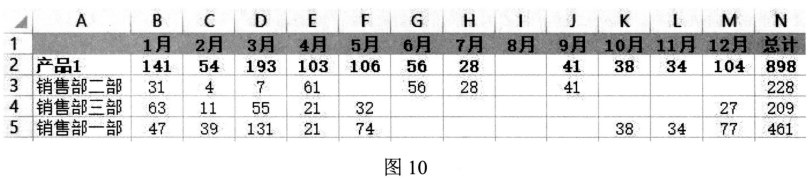 A B C D E F G H I J K L M N
1 1月 2月 3月 4月 5月 6月 7月 8月 9月 10月 11月 12月 总计
2 产品1 141 54 193 103 106 56 28 41 38 34 104 898
3 销售部二部 31 4 7 61 56 28 41 228
4 销售部三部 63 11 55 21 32 27 209
5 销售部一部 47 39 131 21 74 38 34 77 461
图 10